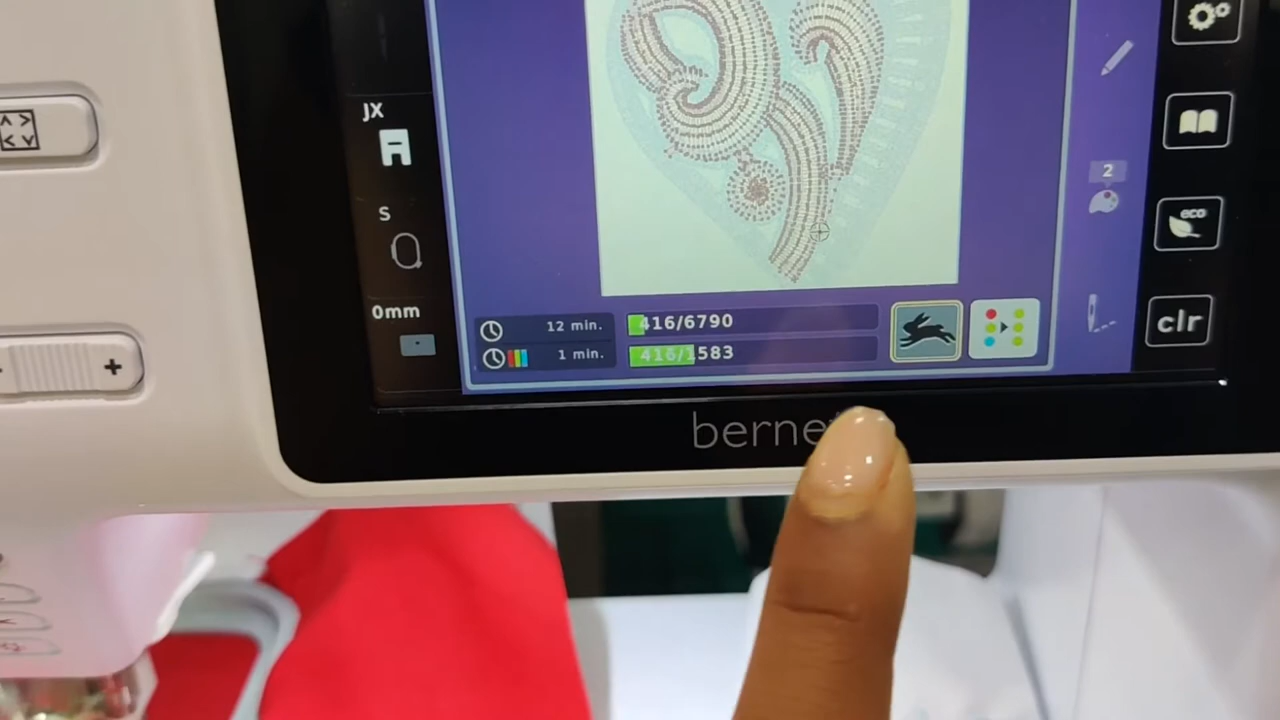 JX
S
0mm
2
eco
clr
12 min.
416/6790
1 min.
416/1583
berne